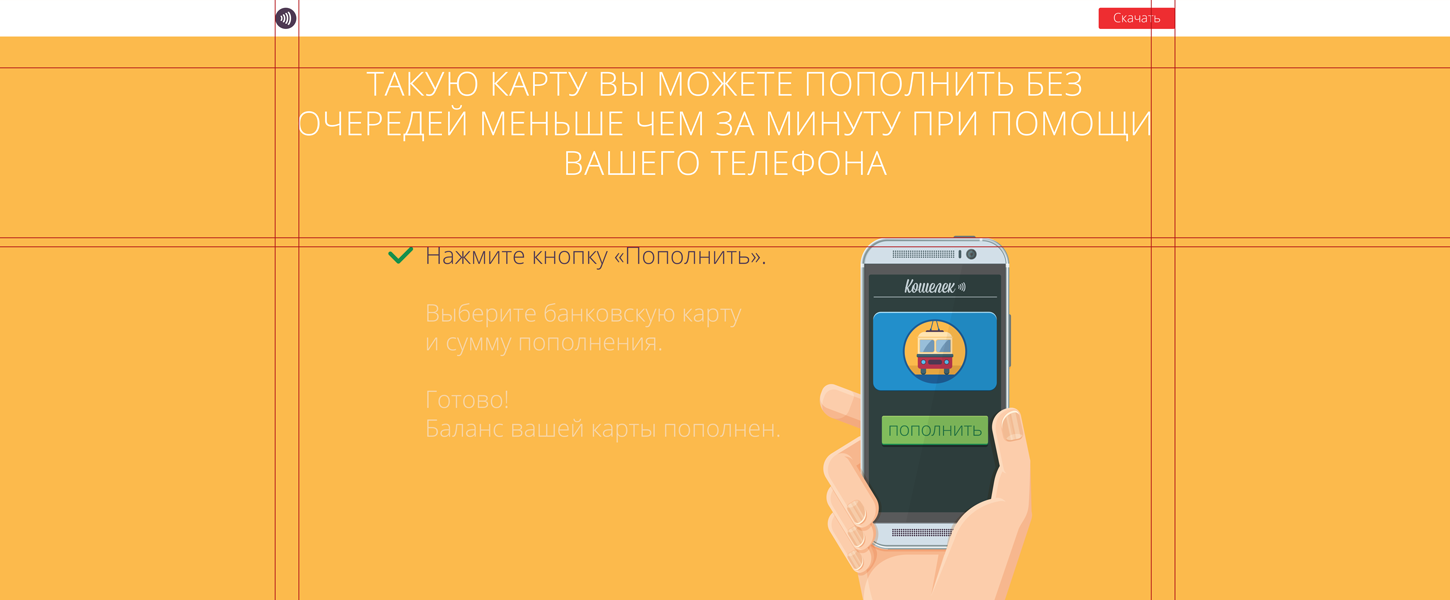 Скачать
ТАКУЮ КАРТУ ВЫ МОЖЕТЕ ПОПОЛНИТЬ БЕЗ
ОЧЕРЕДЕЙ МЕНЬШЕ ЧЕМ ЗА МИНУТУ ПРИ ПОМОЩИ
ВАШЕГО ТЕЛЕФОНА
Нажмите кнопку «Пополнить».
Выберите банковскую карту
и сумму пополнения.
Готово!
Баланс вашей карты пополнен.
Кошелек
ПОПОЛНИТЬ